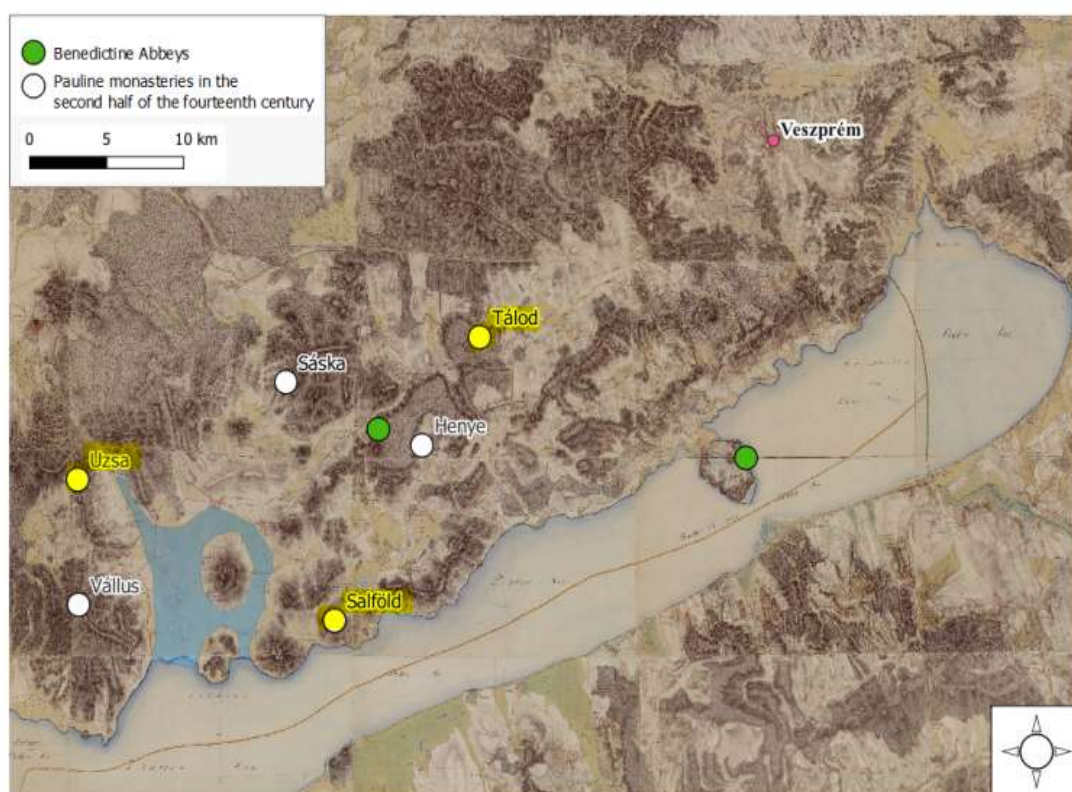 Benedictine Abbeys
Pauline monasteries in the
second half of the fourteenth century
0 5 10 km
Veszprém
Tálod
Sáska
Henye
Uzsa
Vállus
Salföld